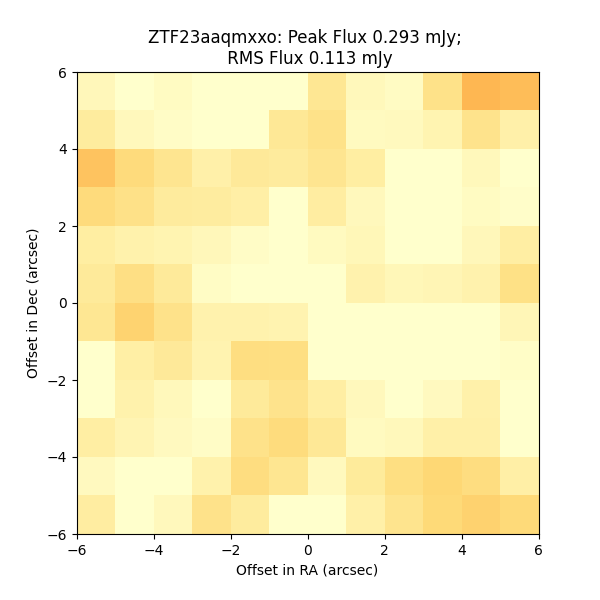 ZTF23aaqmxxo: Peak Flux 0.293 mJy;
RMS Flux 0.113 mJy
6
4
2
0
−2
−4
−6
Offset in Dec (arcsec)
−6 −4 −2 0 2 4 6
Offset in RA (arcsec)